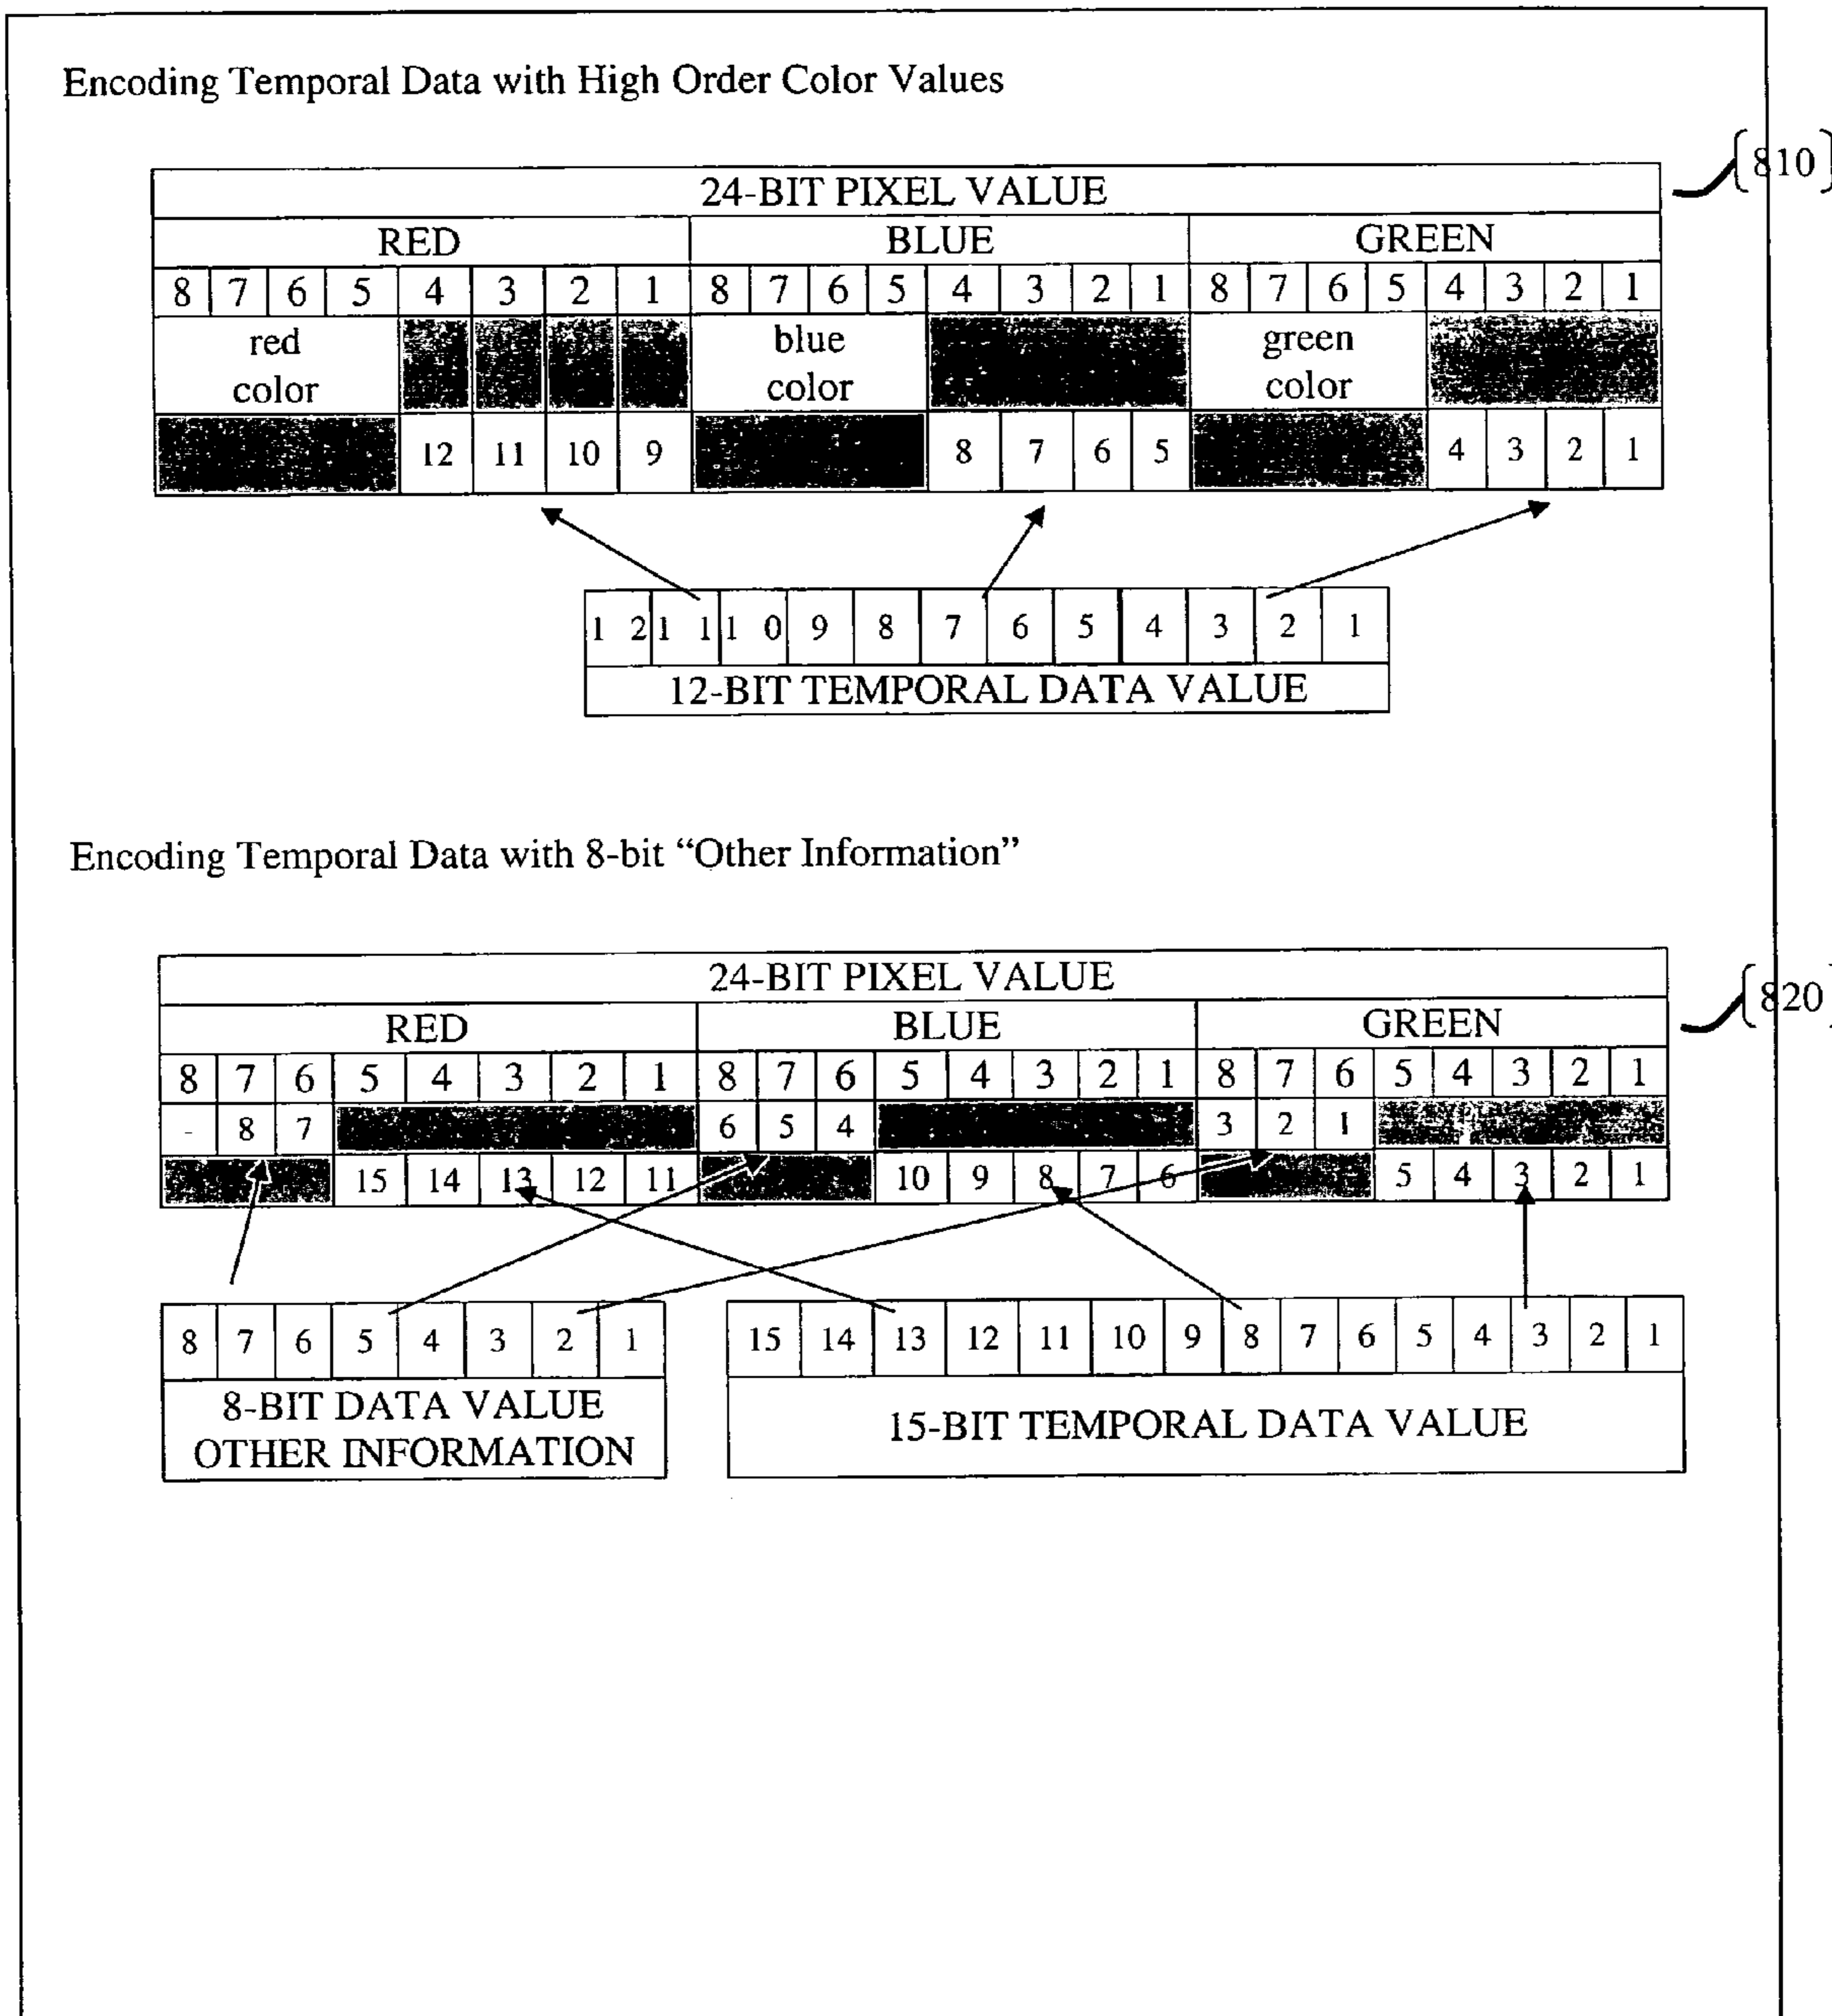 Encoding Temporal Data with High Order Color Values
810
24-BIT PIXEL VALUE
RED BLUE GREEN
8 7 6 5 4 3 2 1 8 7 6 5 4 3 2 1 8 7 6 5 4 3 2 1
red blue green
color color color
12 11 10 9 8 7 6 5 4 3 2 1
1 2 1 1 1 0 9 8 7 6 5 4 3 2 1
12-BIT TEMPORAL DATA VALUE
Encoding Temporal Data with 8-bit “Other Information”
24-BIT PIXEL VALUE
820
RED BLUE GREEN
8 7 6 5 4 3 2 1 8 7 6 5 4 3 2 1 8 7 6 5 4 3 2 1
- 8 7 6 5 4 3 2 1
15 14 13 12 11 10 9 8 7 6 5 4 3 2 1
8 7 6 5 4 3 2 1 15 14 13 12 11 10 9 8 7 6 5 4 3 2 1
8-BIT DATA VALUE
OTHER INFORMATION
15-BIT TEMPORAL DATA VALUE